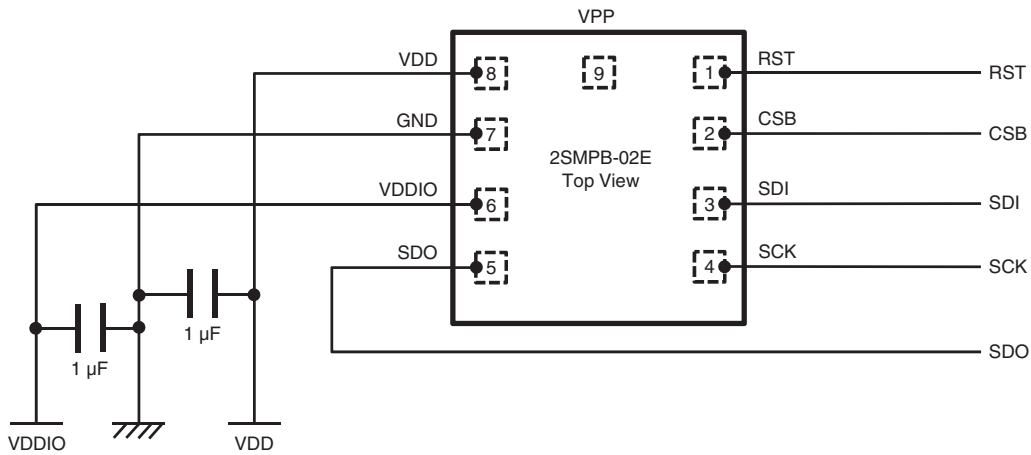 VPP
VDD
8
9
1
RST
RST
GND
7
2
CSB
CSB
2SMPB-02E
Top View
VDDIO
6
3
SDI
SDI
SDO
5
4
SCK
SCK
1 µF
1 µF
SDO
VDDIO
VDD